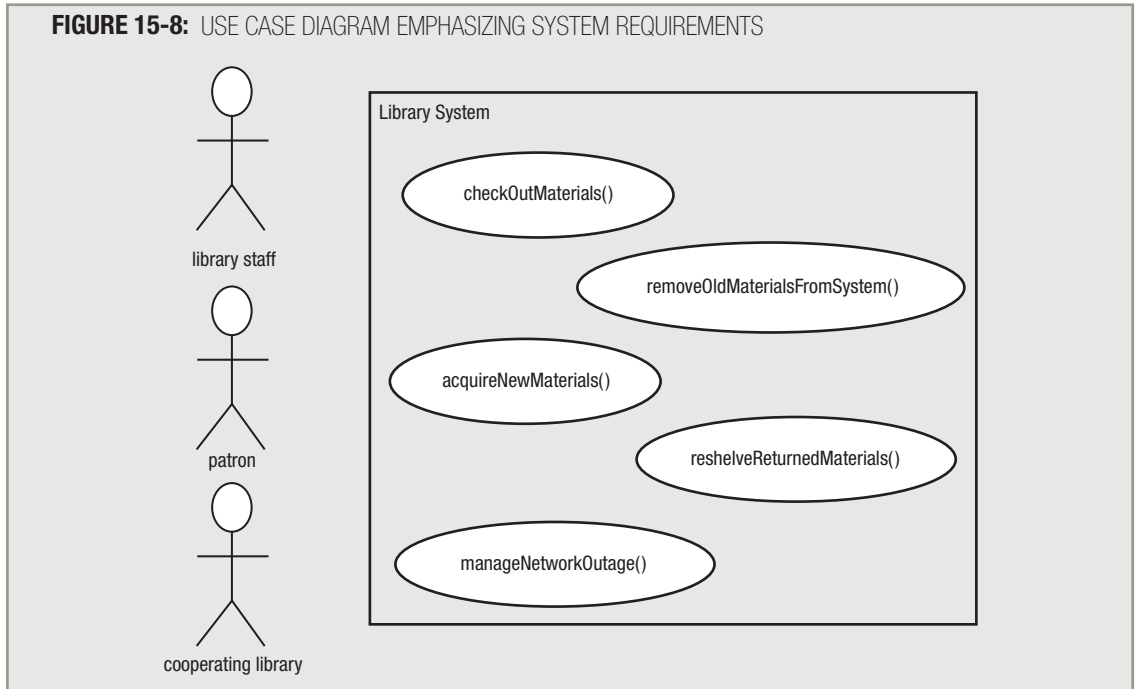 FIGURE 15-8: USE CASE DIAGRAM EMPHASIZING SYSTEM REQUIREMENTS
Library System
checkOutMaterials()
library staff
removeOldMaterialsFromSystem()
acquireNewMaterials()
patron
reshelveReturnedMaterials()
manageNetworkOutage()
cooperating library